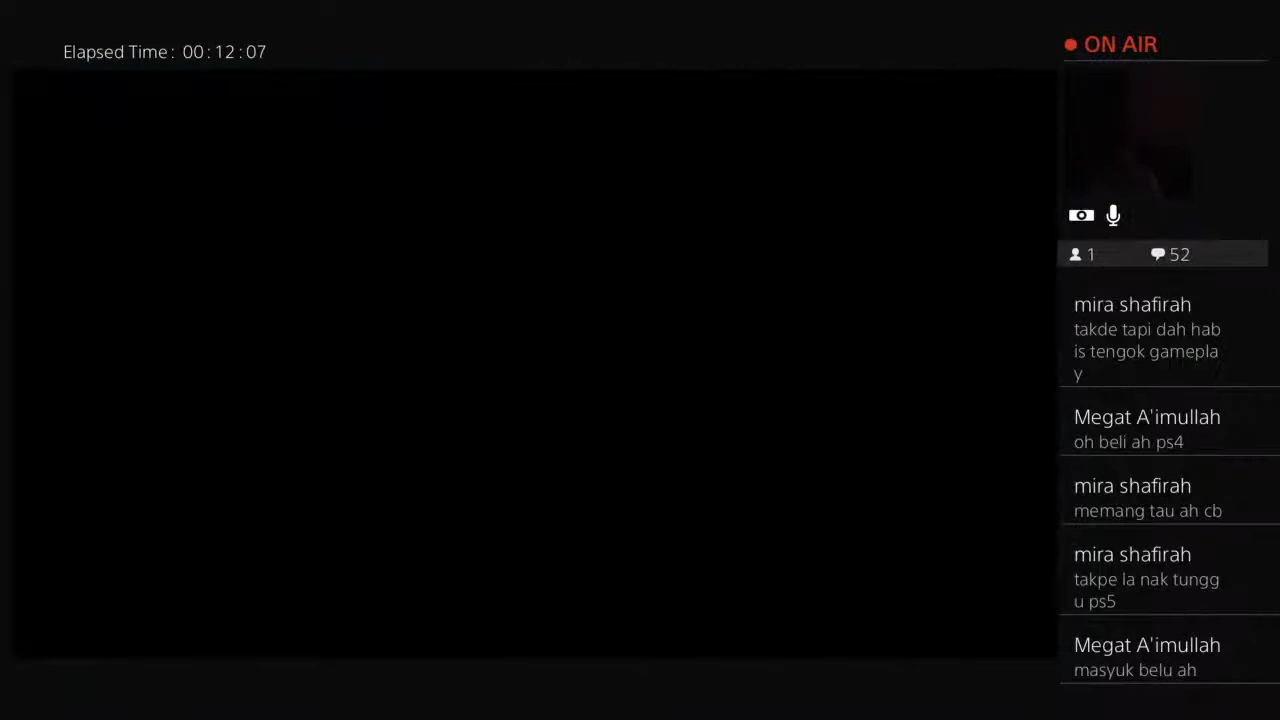 Elapsed Time: 00:12:07
ON AIR
1
52
mira shafirah
takde tapi dah hab
is tengok gamepla
y
Megat A'imullah
oh beli ah ps4
mira shafirah
memang tau ah cb
mira shafirah
takpe la nak tungg
u ps5
Megat A'imullah
masyuk belu ah